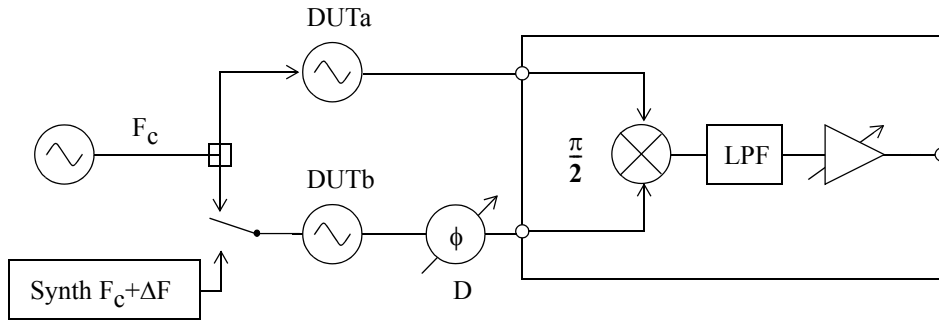 DUTa
F_c
π
2
LPF
DUTb
ϕ
D
Synth F_c+ΔF